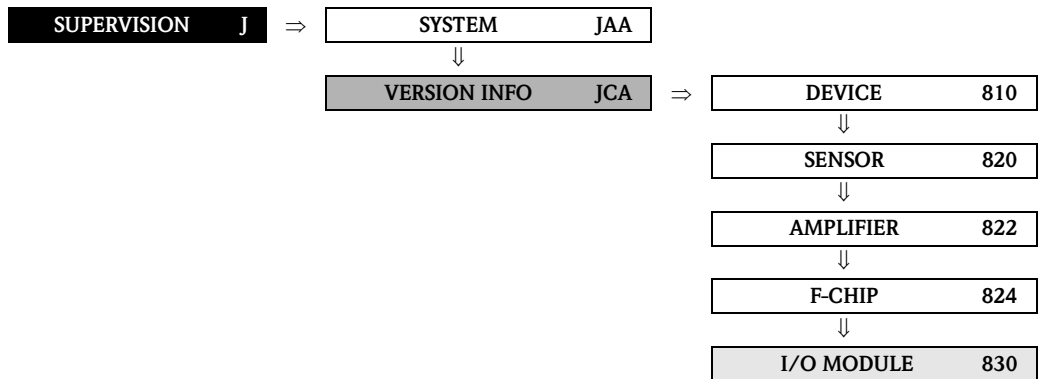 SUPERVISION J ⇒ SYSTEM JAA
⇓
VERSION INFO JCA ⇒ DEVICE 810
⇓
SENSOR 820
⇓
AMPLIFIER 822
⇓
F-CHIP 824
⇓
I/O MODULE 830